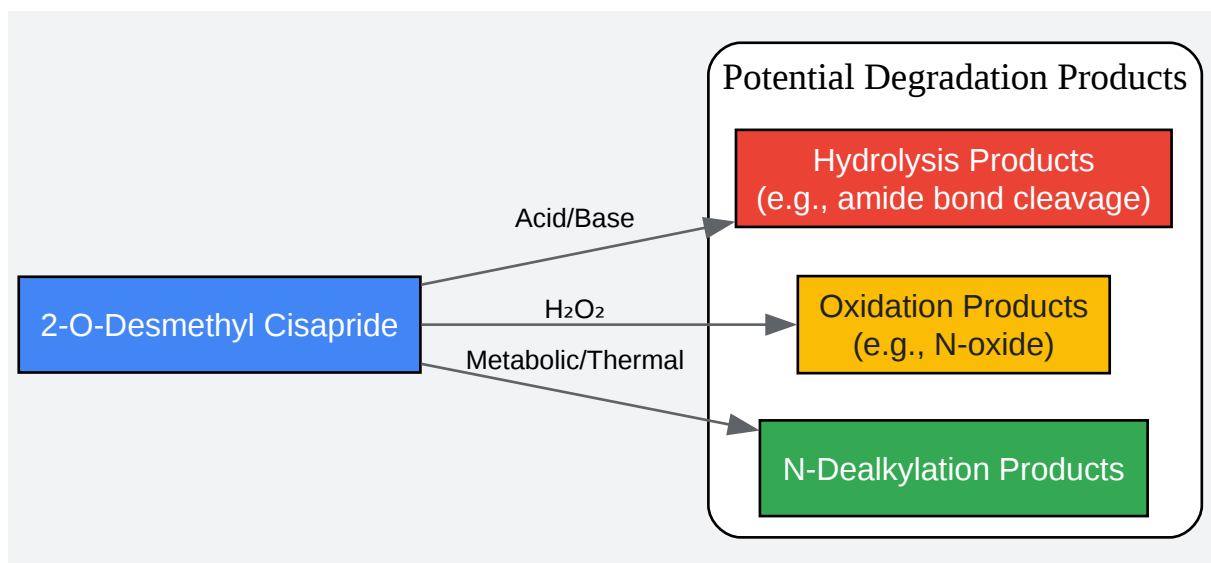 Potential Degradation Products
Hydrolysis Products
(e.g., amide bond cleavage)
Acid/Base
2-O-Desmethyl Cisapride
H₂O₂
Oxidation Products
(e.g., N-oxide)
Metabolic/Thermal
N-Dealkylation Products